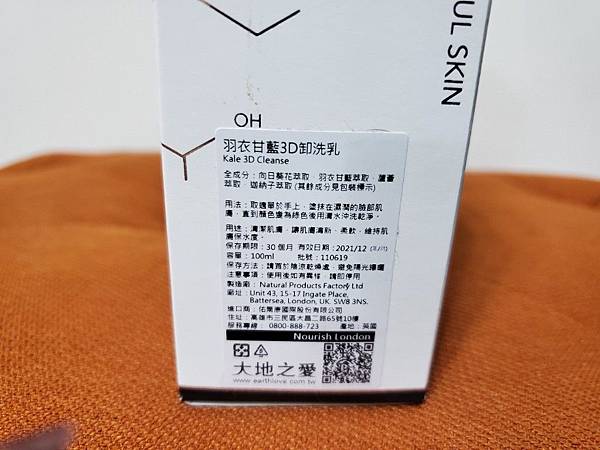 UL SKIN
OH
羽衣甘藍3D卸洗乳
Kale 3D Cleanse
全成分：向日葵花萃取、羽衣甘藍萃取、蘆薈
萃取、珈納子萃取 (其餘成分見包裝標示)
用法：取適量於手上，塗抹在濕潤的臉部肌
膚，直到顏色變為綠色後用清水沖洗乾淨。
用途：清潔肌膚，讓肌膚清新、柔軟，維持肌
膚保水度。
保存期限：30個月 有效日期：2021/12 (年/月)
容量：100ml 批號：110619
保存方法：請置於陰涼乾燥處，避免陽光曝曬
注意事項：使用後如有異樣，請即停用
製造廠：Natural Products Factory Ltd
廠址：Unit 43, 15-17 Ingate Place,
Battersea, London, UK. SW8 3NS.
進口商：佑爾康國際股份有限公司
住址：高雄市三民區大昌二路65號10樓
服務專線：0800-888-723 產地：英國
Nourish London
大地之愛
www.earthlove.com.tw